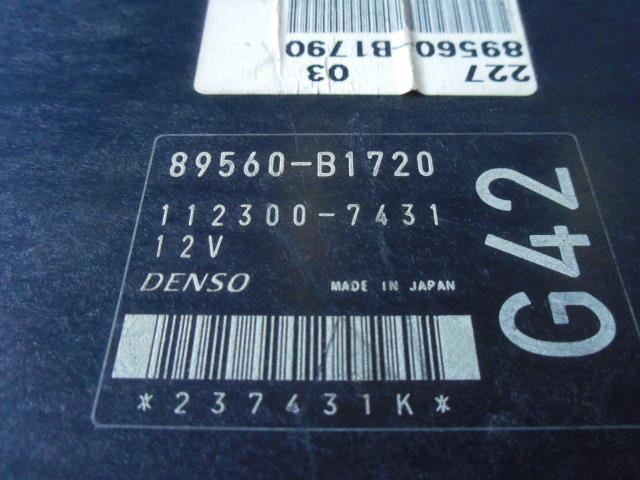 89560-B1790
227
03
89560-B1720
112300-7431
12V
DENSO MADE IN JAPAN
*237431K*
G42